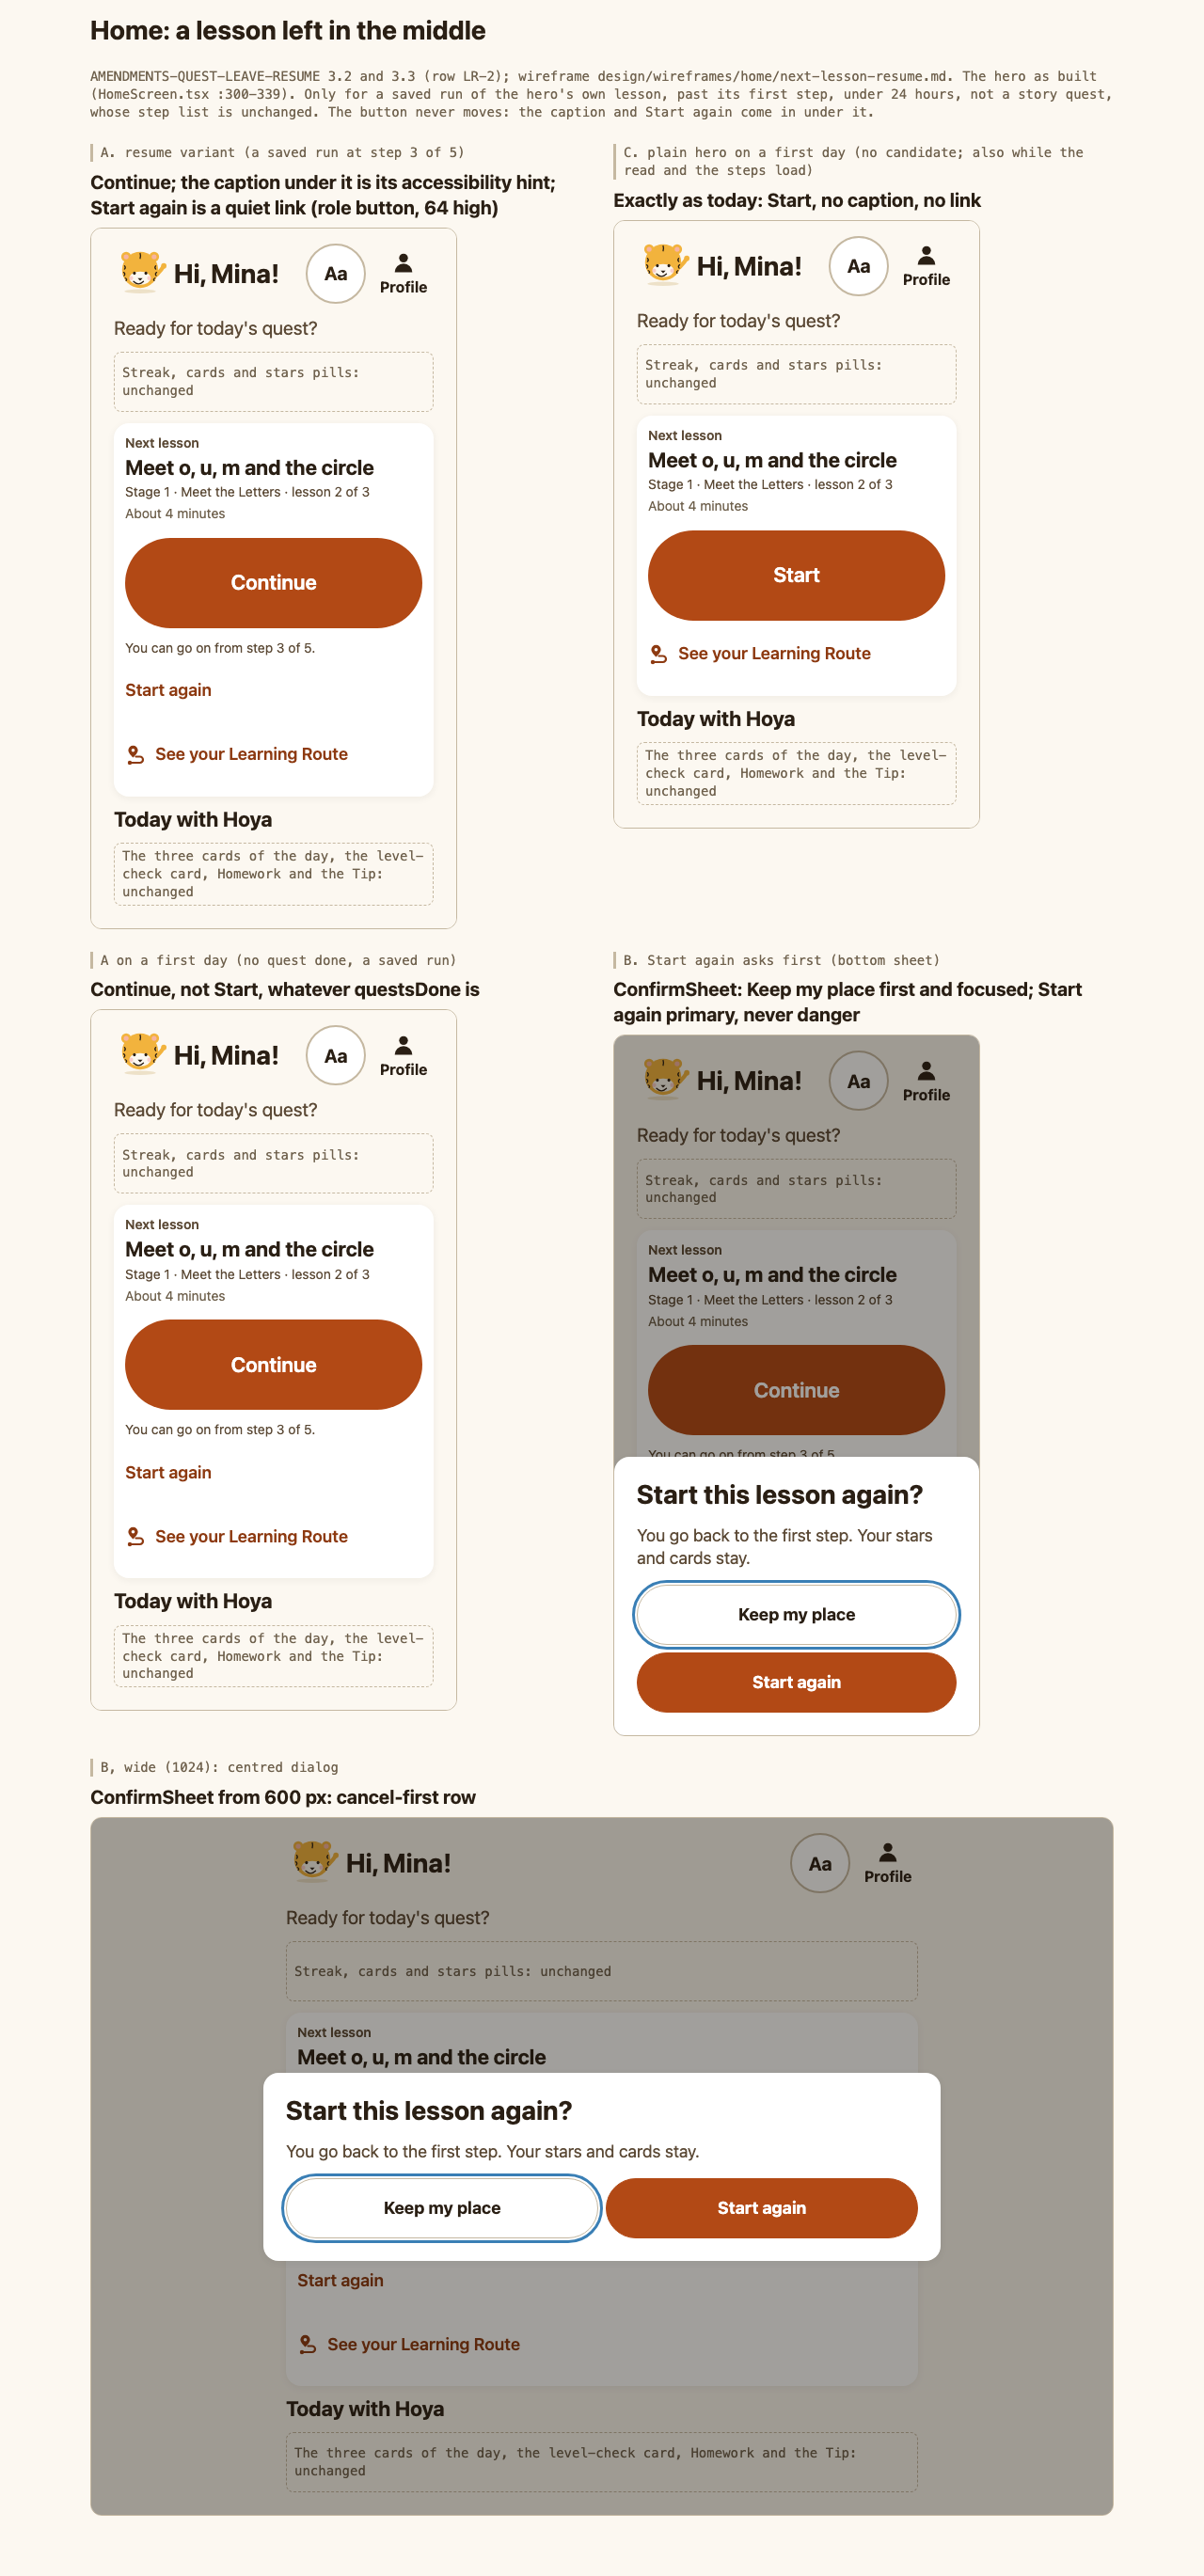 Home: a lesson left in the middle
AMENDMENTS-QUEST-LEAVE-RESUME 3.2 and 3.3 (row LR-2); wireframe design/wireframes/home/next-lesson-resume.md. The hero as built
(HomeScreen.tsx :300-339). Only for a saved run of the hero's own lesson, past its first step, under 24 hours, not a story quest,
whose step list is unchanged. The button never moves: the caption and Start again come in under it.
A. resume variant (a saved run at step 3 of 5)
Continue; the caption under it is its accessibility hint;
Start again is a quiet link (role button, 64 high)
Hi, Mina!
Aa
Profile
Ready for today's quest?
Streak, cards and stars pills:
unchanged
Next lesson
Meet o, u, m and the circle
Stage 1 · Meet the Letters · lesson 2 of 3
About 4 minutes
Continue
You can go on from step 3 of 5.
Start again
See your Learning Route
Today with Hoya
The three cards of the day, the level-
check card, Homework and the Tip:
unchanged
C. plain hero on a first day (no candidate; also while the
read and the steps load)
Exactly as today: Start, no caption, no link
Hi, Mina!
Aa
Profile
Ready for today's quest?
Streak, cards and stars pills:
unchanged
Next lesson
Meet o, u, m and the circle
Stage 1 · Meet the Letters · lesson 2 of 3
About 4 minutes
Start
See your Learning Route
Today with Hoya
The three cards of the day, the level-
check card, Homework and the Tip:
unchanged
A on a first day (no quest done, a saved run)
Continue, not Start, whatever questsDone is
Hi, Mina!
Aa
Profile
Ready for today's quest?
Streak, cards and stars pills:
unchanged
Next lesson
Meet o, u, m and the circle
Stage 1 · Meet the Letters · lesson 2 of 3
About 4 minutes
Continue
You can go on from step 3 of 5.
Start again
See your Learning Route
Today with Hoya
The three cards of the day, the level-
check card, Homework and the Tip:
unchanged
B. Start again asks first (bottom sheet)
ConfirmSheet: Keep my place first and focused; Start
again primary, never danger
Hi, Mina!
Aa
Profile
Ready for today's quest?
Streak, cards and stars pills:
unchanged
Next lesson
Meet o, u, m and the circle
Stage 1 · Meet the Letters · lesson 2 of 3
About 4 minutes
Continue
You can go on from step 3 of 5.
Start this lesson again?
You go back to the first step. Your stars
and cards stay.
Keep my place
Start again
B, wide (1024): centred dialog
ConfirmSheet from 600 px: cancel-first row
Hi, Mina!
Aa
Profile
Ready for today's quest?
Streak, cards and stars pills: unchanged
Next lesson
Meet o, u, m and the circle
Start this lesson again?
You go back to the first step. Your stars and cards stay.
Keep my place
Start again
Start again
See your Learning Route
Today with Hoya
The three cards of the day, the level-check card, Homework and the Tip:
unchanged